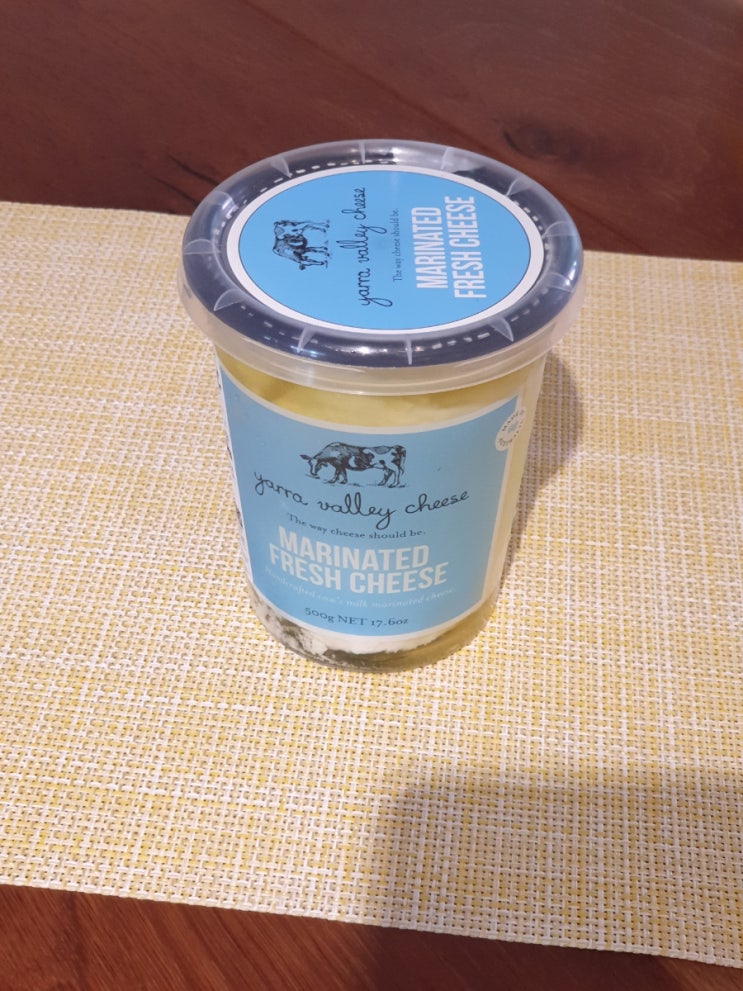 yarra valley cheese
The way cheese should be.
MARINATED
FRESH CHEESE
yarra valley cheese
The way cheese should be.
MARINATED
FRESH CHEESE
Handcrafted cow's milk marinated cheese.
500g NET 17.6oz